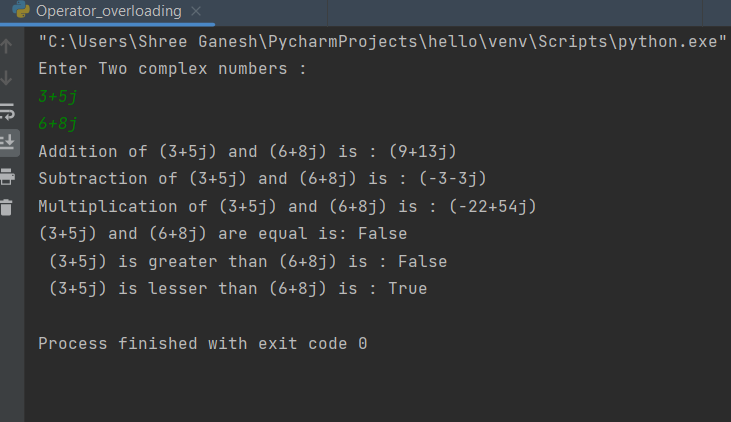 Operator_overloading
"C:\Users\Shree Ganesh\PycharmProjects\hello\venv\Scripts\python.exe"
Enter Two complex numbers :
3+5j
6+8j
Addition of (3+5j) and (6+8j) is : (9+13j)
Subtraction of (3+5j) and (6+8j) is : (-3-3j)
Multiplication of (3+5j) and (6+8j) is : (-22+54j)
(3+5j) and (6+8j) are equal is: False
 (3+5j) is greater than (6+8j) is : False
 (3+5j) is lesser than (6+8j) is : True
Process finished with exit code 0